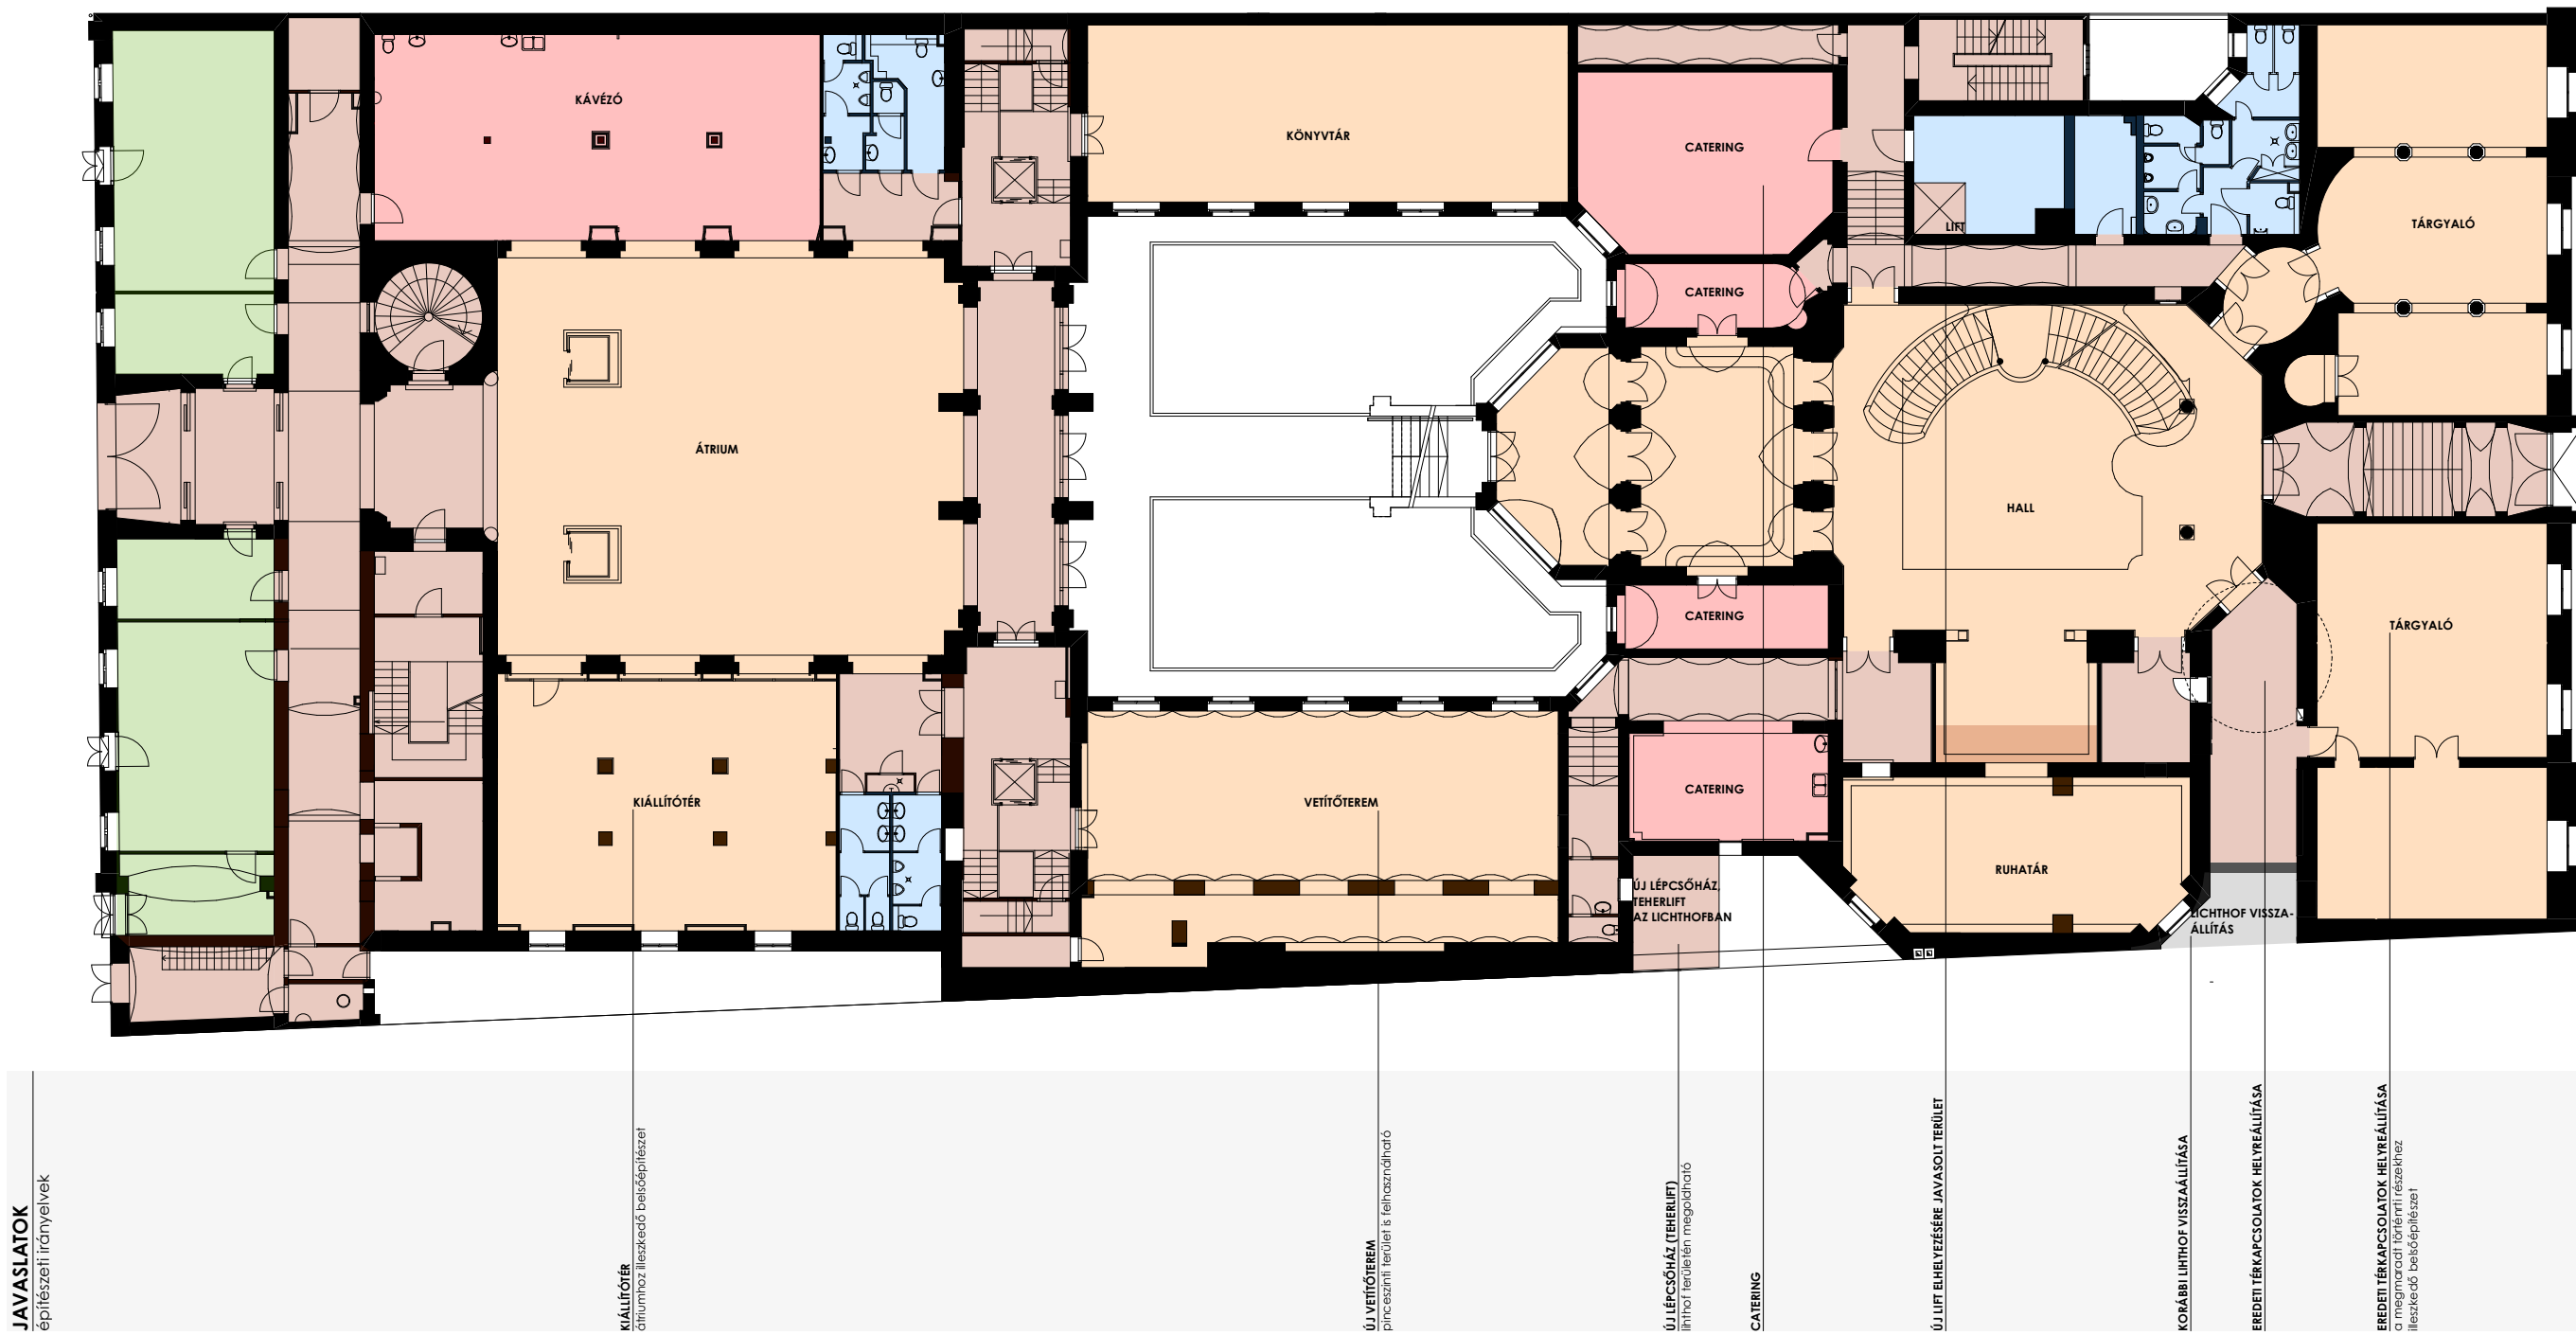 KÁVÉZÓ
KÖNYVTÁR
CATERING
LIFT
TÁRGYALÓ
CATERING
ÁTRIUM
HALL
CATERING
TÁRGYALÓ
KIÁLLÍTÓTÉR
VETÍTŐTEREM
CATERING
RUHATÁR
ÚJ LÉPCSŐHÁZ,
TEHERLIFT
AZ LICHTHOFBAN
LICHTHOF VISSZA-
ÁLLÍTÁS
JAVASLATOK
építészeti irányelvek
KIÁLLÍTÓTÉR
átriumhoz illeszkedő belsőépítészet
ÚJ VETÍTŐTEREM
pinceszinti terület is felhasználható
ÚJ LÉPCSŐHÁZ (TEHERLIFT)
lihthof területén megoldható
CATERING
ÚJ LIFT ELHELYEZÉSÉRE JAVASOLT TERÜLET
KORÁBBI LIHTHOF VISSZAÁLLÍTÁSA
EREDETI TÉRKAPCSOLATOK HELYREÁLLÍTÁSA
EREDETI TÉRKAPCSOLATOK HELYREÁLLÍTÁSA
a megmaradt történrti részekhez
illeszkedő belsőépítészet